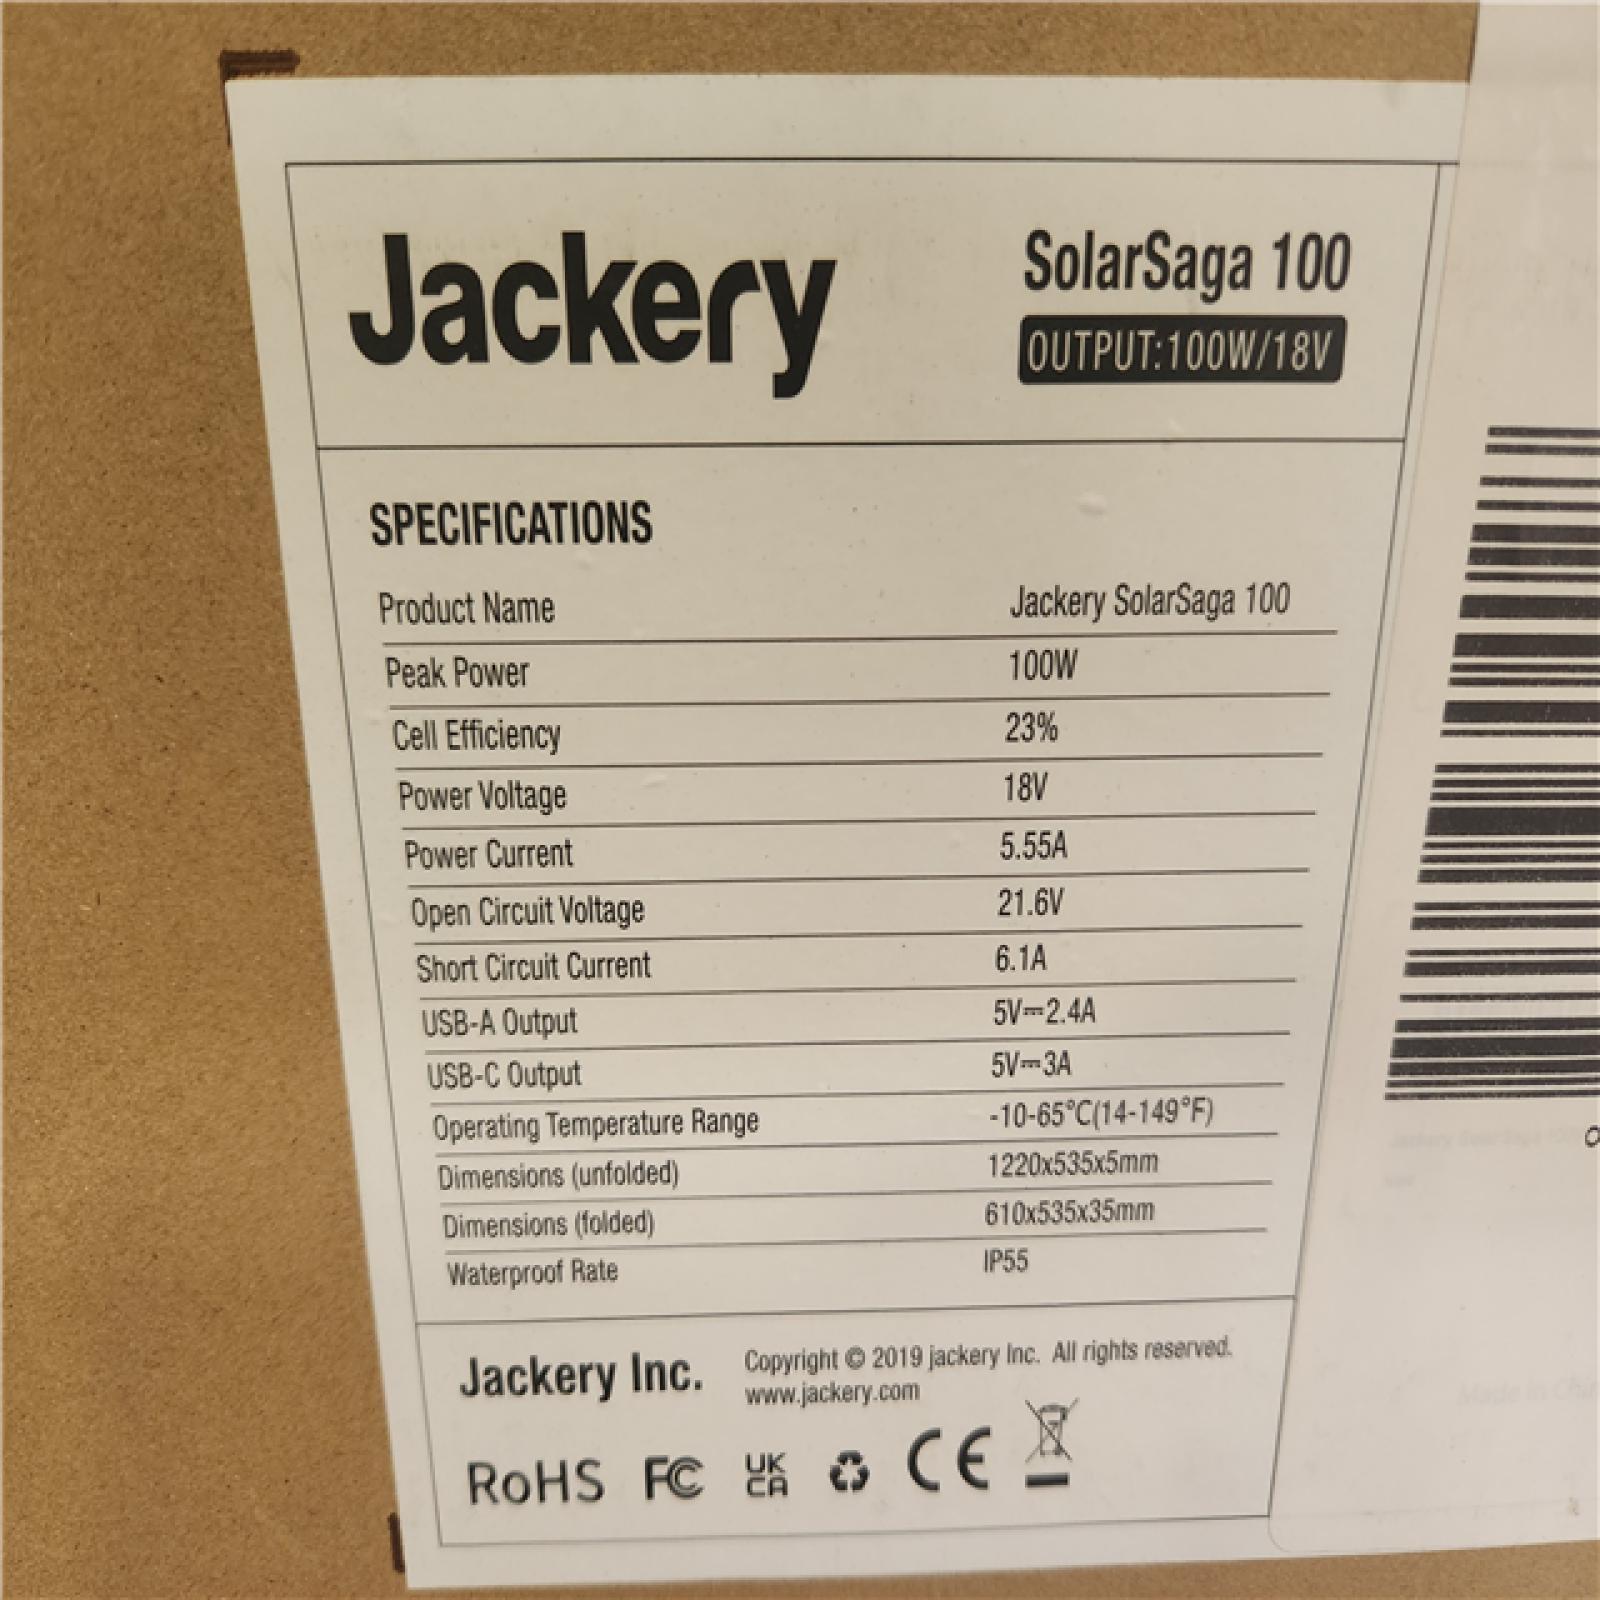 Jackery
SolarSaga 100
OUTPUT:100W/18V
SPECIFICATIONS
Product Name Jackery SolarSaga 100
Peak Power 100W
Cell Efficiency 23%
Power Voltage 18V
Power Current 5.55A
Open Circuit Voltage 21.6V
Short Circuit Current 6.1A
USB-A Output 5V⎓2.4A
USB-C Output 5V⎓3A
Operating Temperature Range -10-65°C(14-149°F)
Dimensions (unfolded) 1220x535x5mm
Dimensions (folded) 610x535x35mm
Waterproof Rate IP55
Jackery Inc. Copyright © 2019 jackery Inc. All rights reserved.
www.jackery.com
RoHS FC UK CA CE
Made in